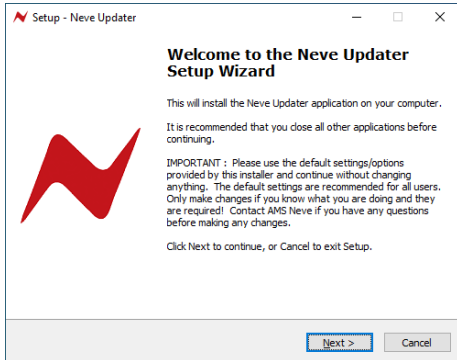 Setup - Neve Updater
Welcome to the Neve Updater
Setup Wizard
This will install the Neve Updater application on your computer.
It is recommended that you close all other applications before
continuing.
IMPORTANT : Please use the default settings/options
provided by this installer and continue without changing
anything. The default settings are recommended for all users.
Only make changes if you know what you are doing and they
are required! Contact AMS Neve if you have any questions
before making any changes.
Click Next to continue, or Cancel to exit Setup.
Next >
Cancel